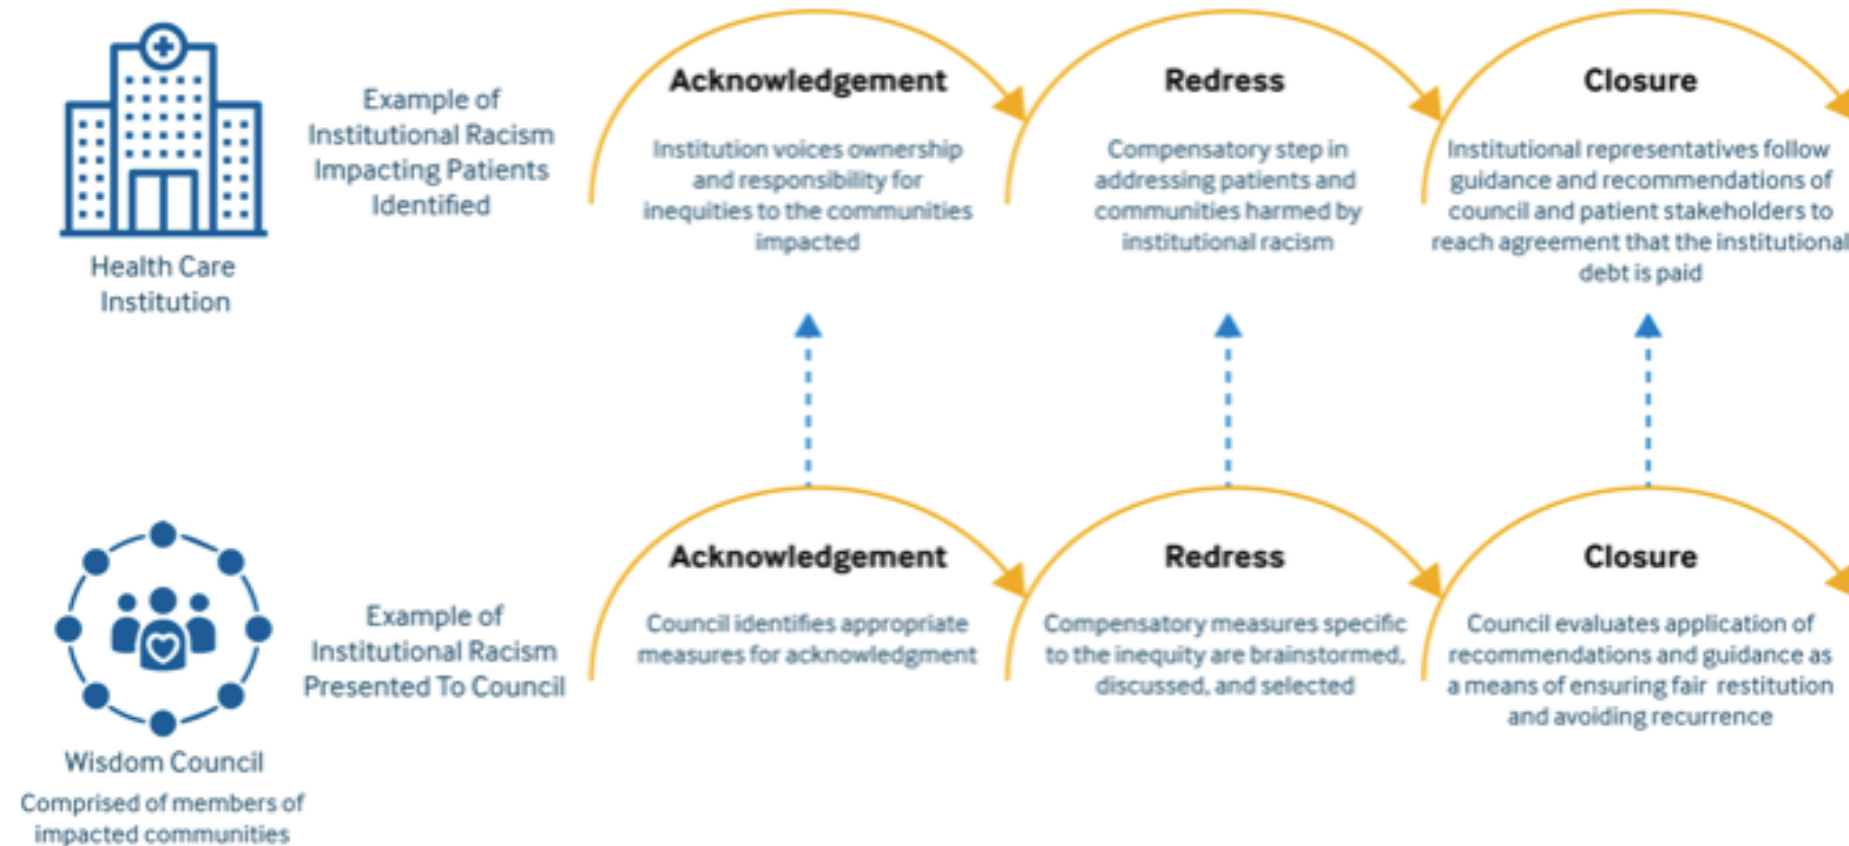 Health Care
Institution
Example of
Institutional Racism
Impacting Patients
Identified
Acknowledgement
Institution voices ownership
and responsibility for
inequities to the communities
impacted
Redress
Compensatory step in
addressing patients and
communities harmed by
institutional racism
Closure
Institutional representatives follow
guidance and recommendations of
council and patient stakeholders to
reach agreement that the institutional
debt is paid
Wisdom Council
Comprised of members of
impacted communities
Example of
Institutional Racism
Presented To Council
Acknowledgement
Council identifies appropriate
measures for acknowledgment
Redress
Compensatory measures specific
to the inequity are brainstormed,
discussed, and selected
Closure
Council evaluates application of
recommendations and guidance as
a means of ensuring fair restitution
and avoiding recurrence